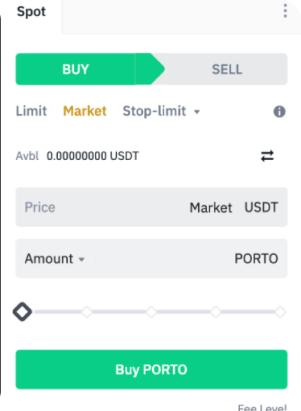 Spot
BUY SELL
Limit Market Stop-limit
Avbl 0.00000000 USDT
Price Market USDT
Amount PORTO
Buy PORTO
Fee Level